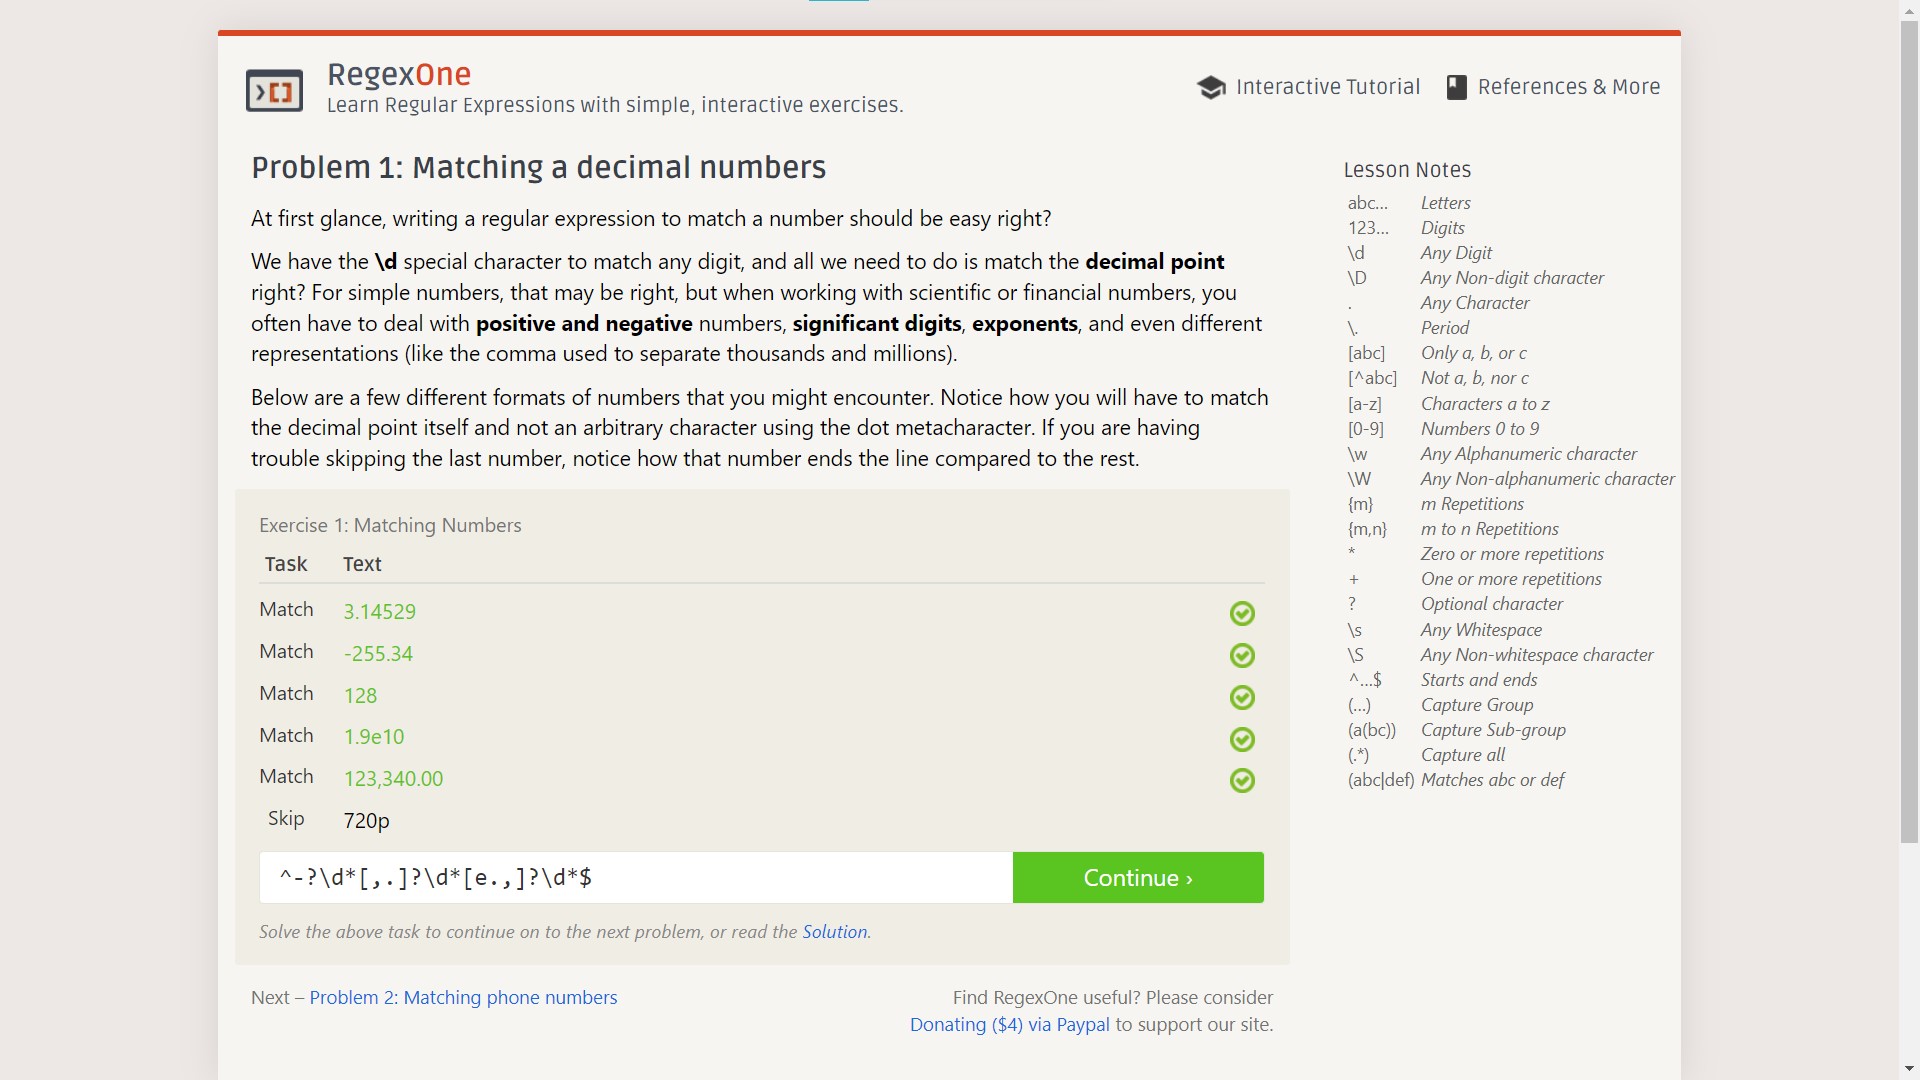 RegexOne
Learn Regular Expressions with simple, interactive exercises.
Interactive Tutorial
References & More
Problem 1: Matching a decimal numbers
At first glance, writing a regular expression to match a number should be easy right?
We have the \d special character to match any digit, and all we need to do is match the decimal point
right? For simple numbers, that may be right, but when working with scientific or financial numbers, you
often have to deal with positive and negative numbers, significant digits, exponents, and even different
representations (like the comma used to separate thousands and millions).
Below are a few different formats of numbers that you might encounter. Notice how you will have to match
the decimal point itself and not an arbitrary character using the dot metacharacter. If you are having
trouble skipping the last number, notice how that number ends the line compared to the rest.
Exercise 1: Matching Numbers
Task Text
Match 3.14529
Match -255.34
Match 128
Match 1.9e10
Match 123,340.00
Skip 720p
^-?\d*[,.]?\d*[e.,]?\d*$
Continue ›
Solve the above task to continue on to the next problem, or read the Solution.
Next – Problem 2: Matching phone numbers
Find RegexOne useful? Please consider
Donating ($4) via Paypal to support our site.
Lesson Notes
abc… Letters
123… Digits
\d Any Digit
\D Any Non-digit character
. Any Character
\. Period
[abc] Only a, b, or c
[^abc] Not a, b, nor c
[a-z] Characters a to z
[0-9] Numbers 0 to 9
\w Any Alphanumeric character
\W Any Non-alphanumeric character
{m} m Repetitions
{m,n} m to n Repetitions
* Zero or more repetitions
+ One or more repetitions
? Optional character
\s Any Whitespace
\S Any Non-whitespace character
^…$ Starts and ends
(…) Capture Group
(a(bc)) Capture Sub-group
(.*) Capture all
(abc|def) Matches abc or def